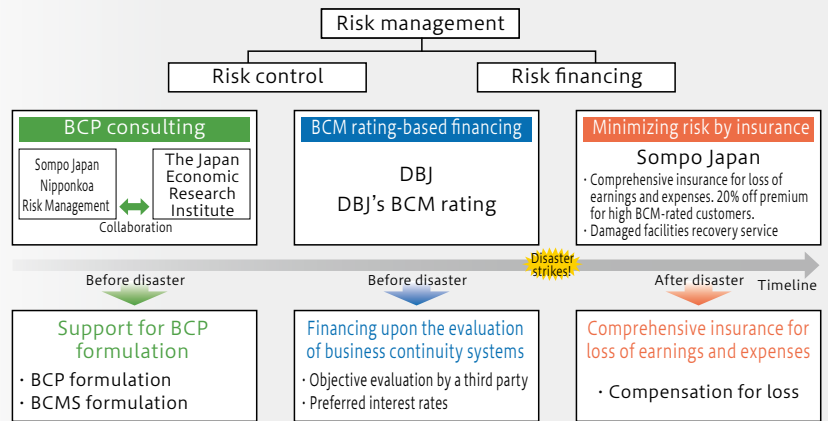 Risk management
Risk control
Risk financing
BCP consulting
Sompo Japan
Nipponkoa
Risk Management
The Japan
Economic
Research
Institute
Collaboration
BCM rating-based financing
DBJ
DBJ's BCM rating
Minimizing risk by insurance
Sompo Japan
・Comprehensive insurance for loss of
earnings and expenses. 20% off premium
for high BCM-rated customers.
・Damaged facilities recovery service
Disaster
strikes!
Before disaster
Before disaster
After disaster
Timeline
Support for BCP
formulation
・BCP formulation
・BCMS formulation
Financing upon the evaluation
of business continuity systems
・Objective evaluation by a third party
・Preferred interest rates
Comprehensive insurance for
loss of earnings and expenses
・Compensation for loss